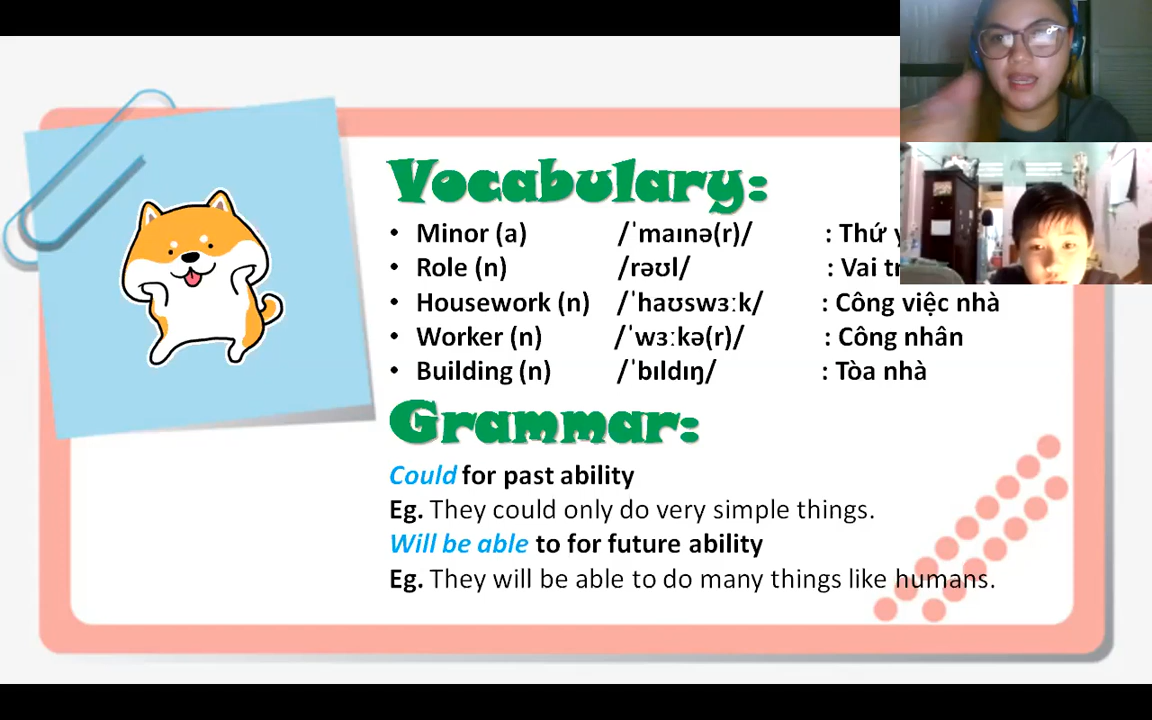 Vocabulary:
• Minor (a) /ˈmaɪnə(r)/ : Thứ
• Role (n) /rəʊl/ : Vai
• Housework (n) /ˈhaʊswɜːk/ : Công việc nhà
• Worker (n) /ˈwɜːkə(r)/ : Công nhân
• Building (n) /ˈbɪldɪŋ/ : Tòa nhà
Grammar:
Could for past ability
Eg. They could only do very simple things.
Will be able to for future ability
Eg. They will be able to do many things like humans.